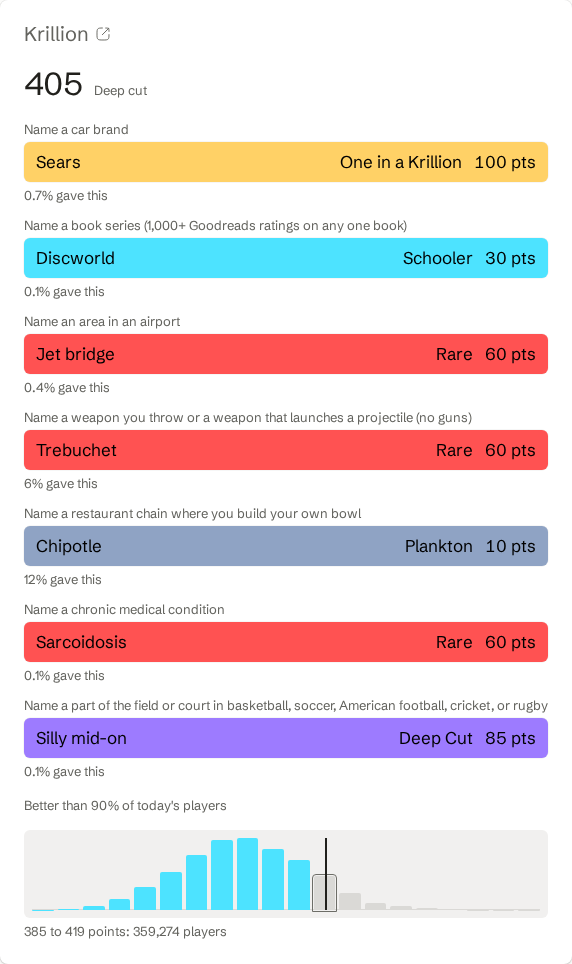 Krillion
405 Deep cut
Name a car brand
Sears One in a Krillion 100 pts
0.7% gave this
Name a book series (1,000+ Goodreads ratings on any one book)
Discworld Schooler 30 pts
0.1% gave this
Name an area in an airport
Jet bridge Rare 60 pts
0.4% gave this
Name a weapon you throw or a weapon that launches a projectile (no guns)
Trebuchet Rare 60 pts
6% gave this
Name a restaurant chain where you build your own bowl
Chipotle Plankton 10 pts
12% gave this
Name a chronic medical condition
Sarcoidosis Rare 60 pts
0.1% gave this
Name a part of the field or court in basketball, soccer, American football, cricket, or rugby
Silly mid-on Deep Cut 85 pts
0.1% gave this
Better than 90% of today's players
385 to 419 points: 359,274 players